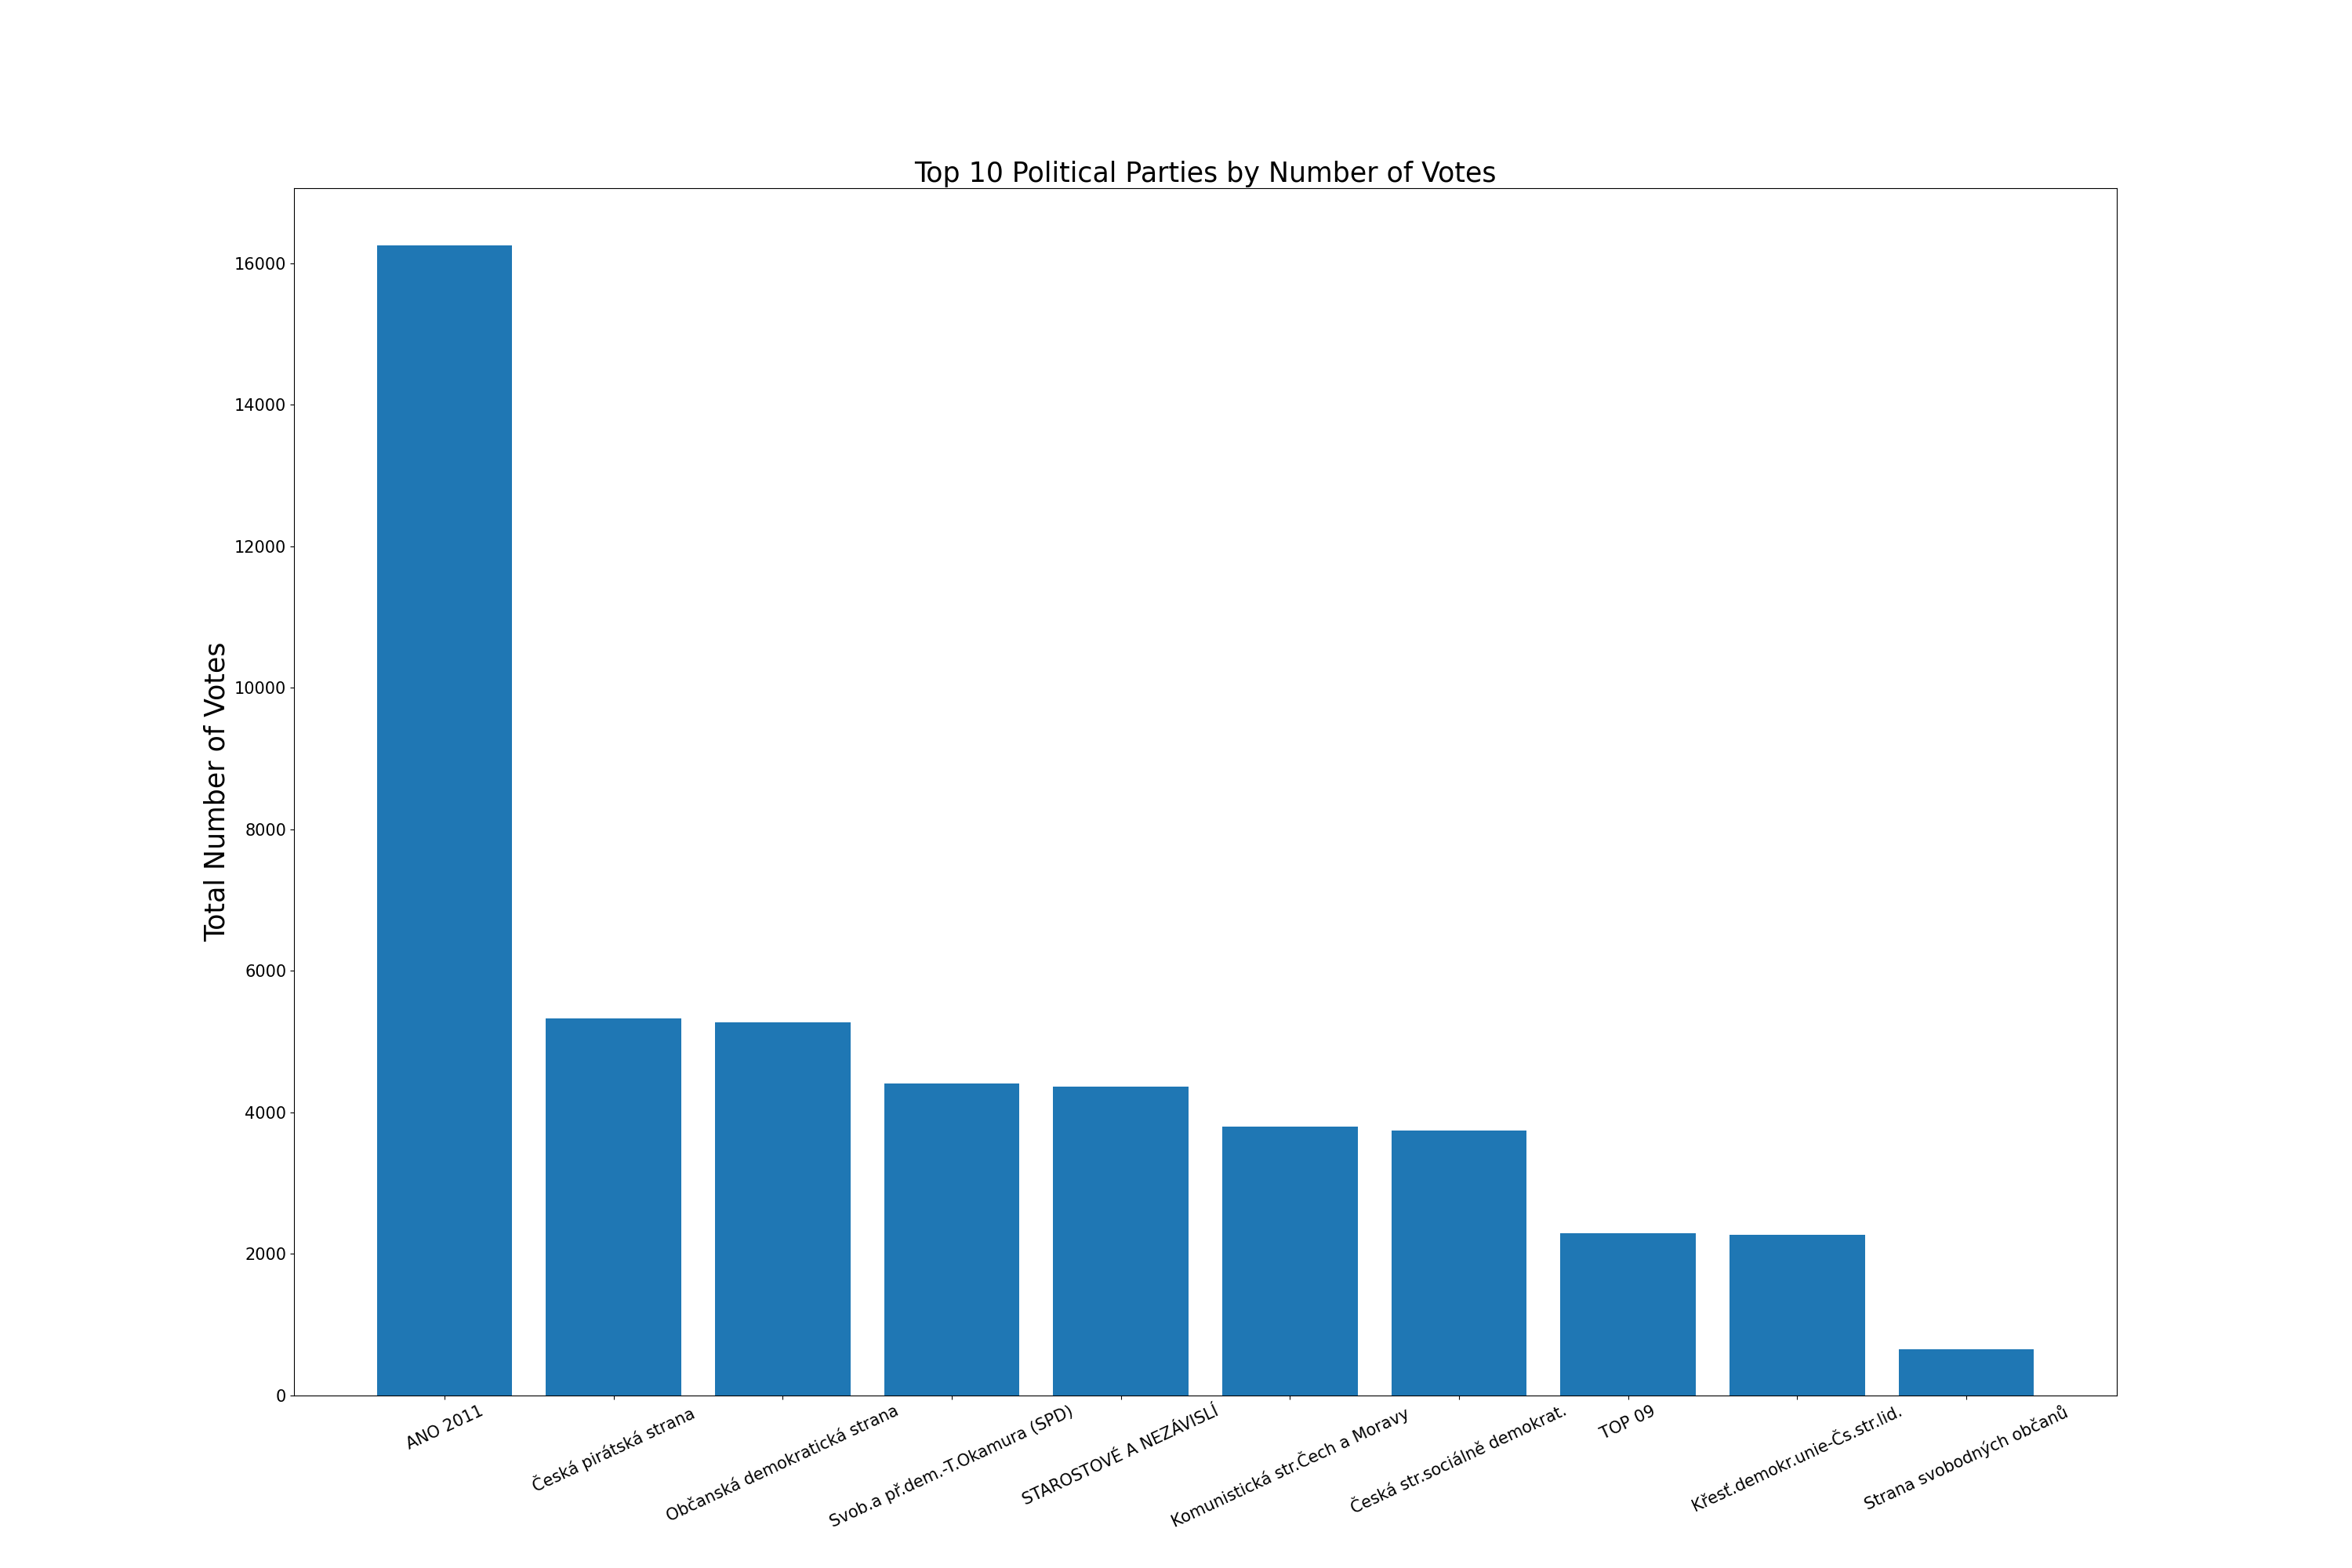 Top 10 Political Parties by Number of Votes
Total Number of Votes
16000
14000
12000
10000
8000
6000
4000
2000
0
ANO 2011
Česká pirátská strana
Občanská demokratická strana
Svob.a př.dem.-T.Okamura (SPD)
STAROSTOVÉ A NEZÁVISLÍ
Komunistická str.Čech a Moravy
Česká str.sociálně demokrat.
TOP 09
Křesť.demokr.unie-Čs.str.lid.
Strana svobodných občanů